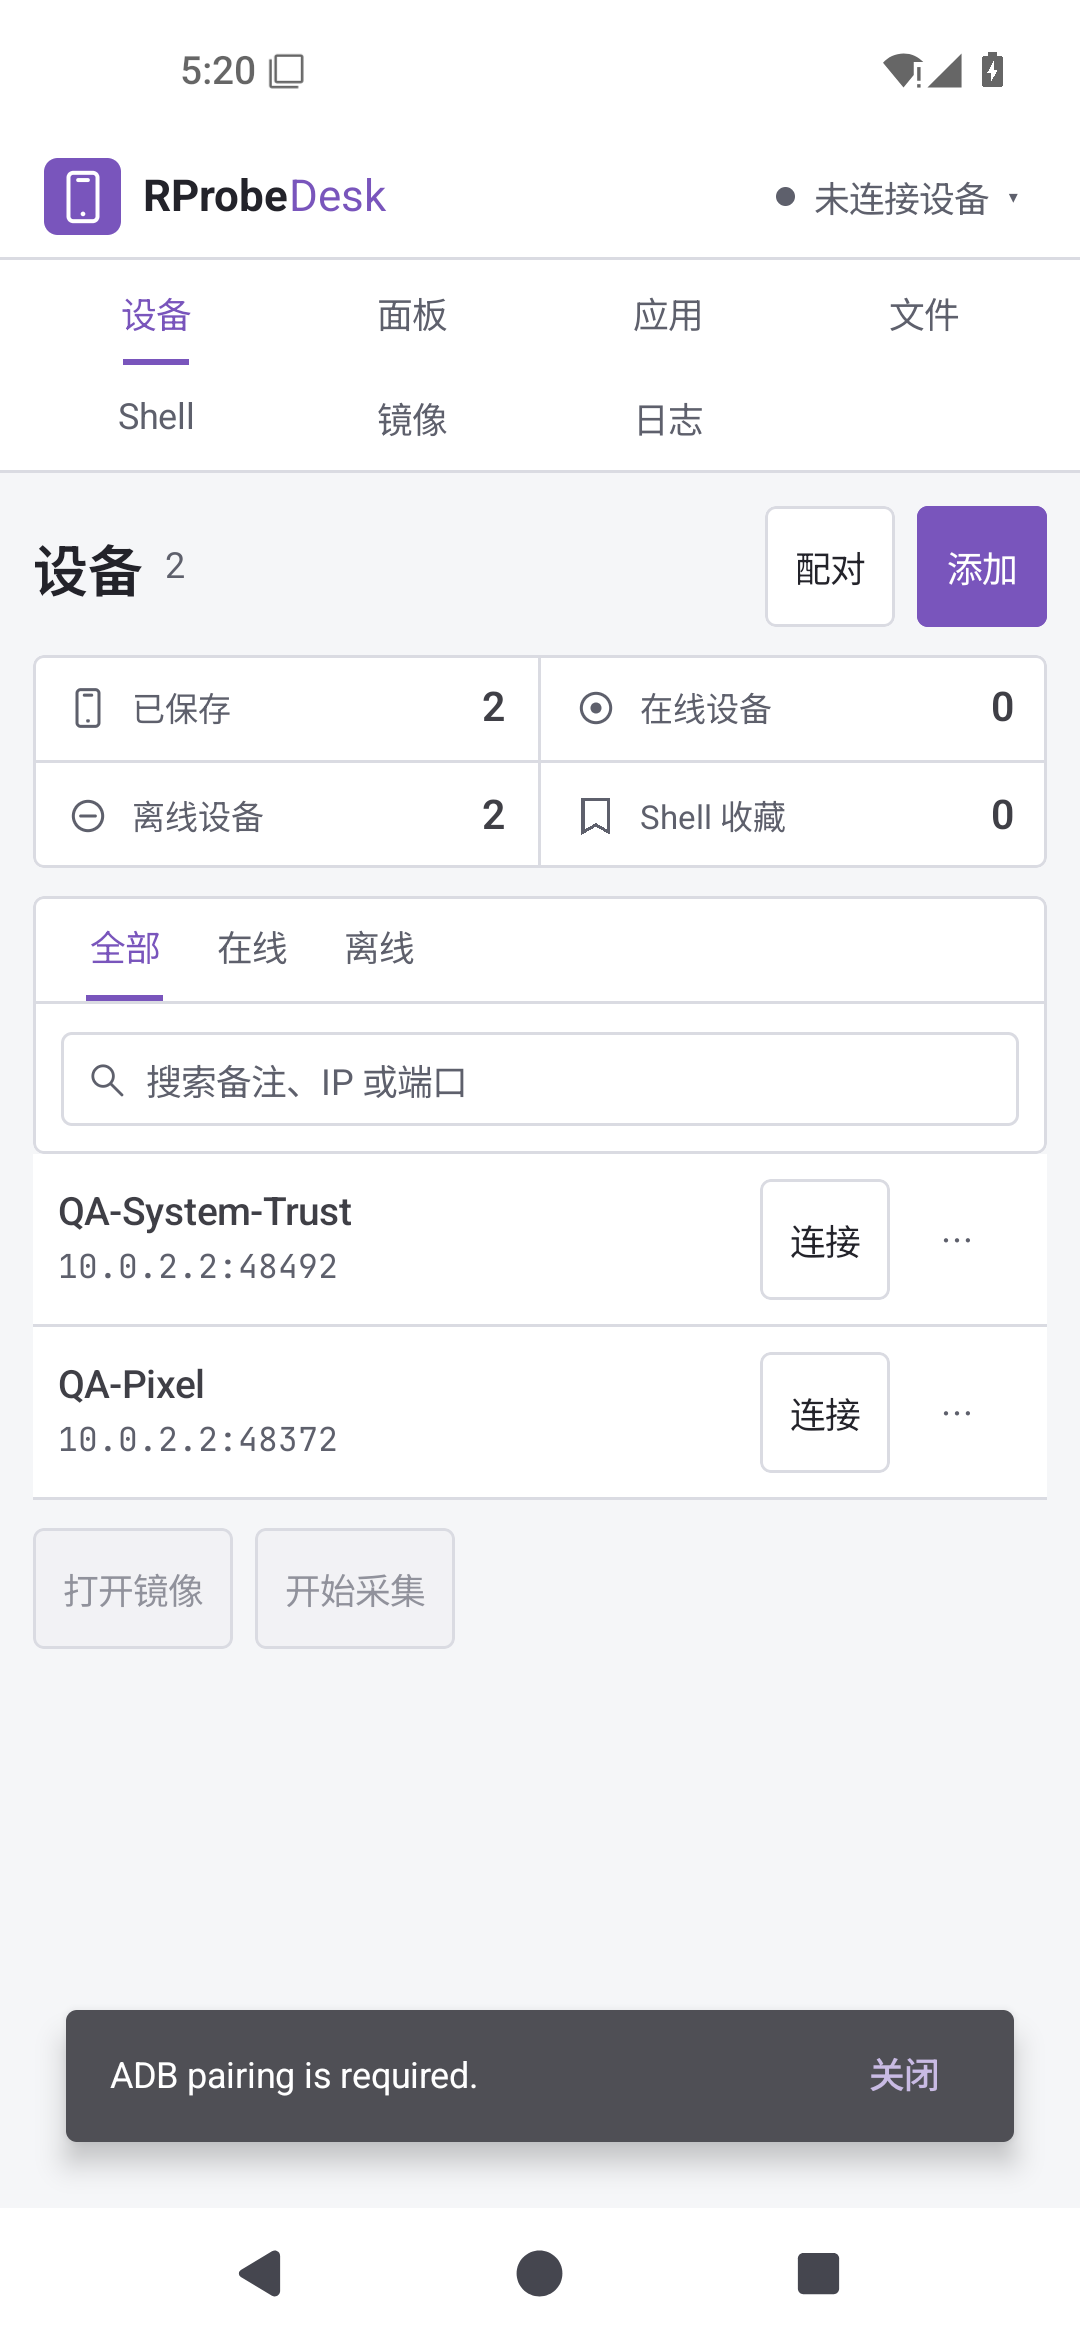 5:20
RProbeDesk
未连接设备
设备 面板 应用 文件
Shell 镜像 日志
设备 2
配对 添加
已保存 2 在线设备 0
离线设备 2 Shell 收藏 0
全部 在线 离线
搜索备注、IP 或端口
QA-System-Trust
10.0.2.2:48492
连接
QA-Pixel
10.0.2.2:48372
连接
打开镜像 开始采集
ADB pairing is required. 关闭